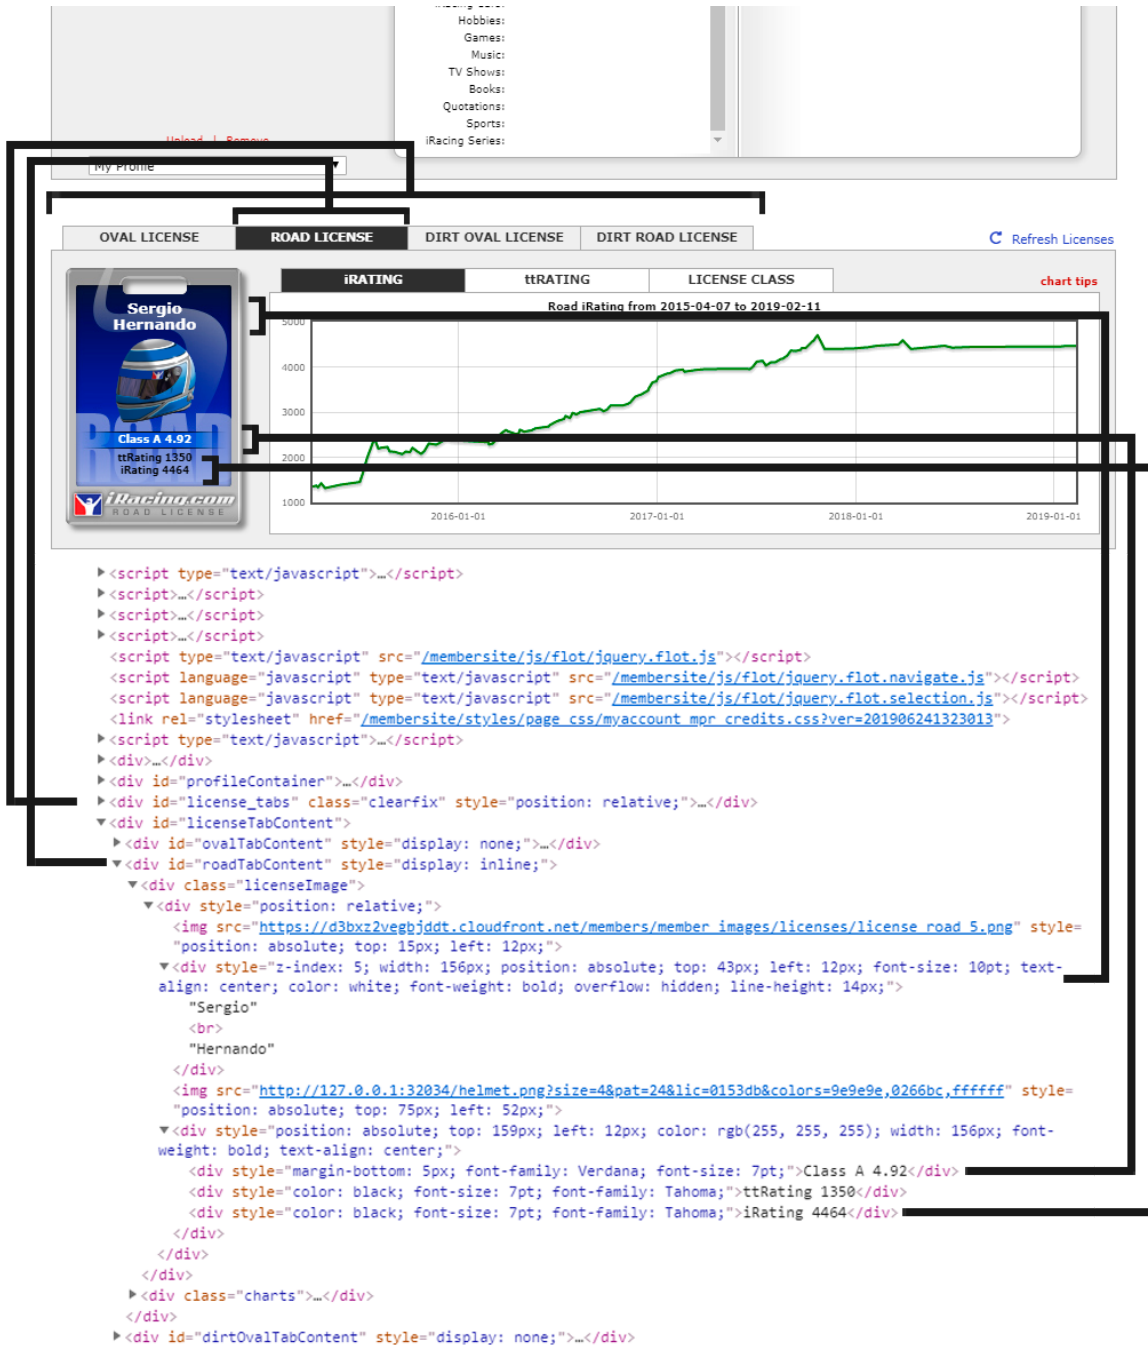 Hobbies:
Games:
Music:
TV Shows:
Books:
Quotations:
Sports:
iRacing Series:
Upload | Remove
My Profile
OVAL LICENSE
ROAD LICENSE
DIRT OVAL LICENSE
DIRT ROAD LICENSE
Refresh Licenses
iRATING
ttRATING
LICENSE CLASS
chart tips
Sergio
Hernando
ROAD
Class A 4.92
ttRating 1350
iRating 4464
iRacing.com
ROAD LICENSE
Road iRating from 2015-04-07 to 2019-02-11
5000
4000
3000
2000
1000
2016-01-01
2017-01-01
2018-01-01
2019-01-01
<script type="text/javascript">…</script>
<script>…</script>
<script>…</script>
<script>…</script>
<script type="text/javascript" src="/membersite/js/flot/jquery.flot.js"></script>
<script language="javascript" type="text/javascript" src="/membersite/js/flot/jquery.flot.navigate.js"></script>
<script language="javascript" type="text/javascript" src="/membersite/js/flot/jquery.flot.selection.js"></script>
<link rel="stylesheet" href="/membersite/styles/page_css/myaccount_mpr_credits.css?ver=201906241323013">
<script type="text/javascript">…</script>
<div>…</div>
<div id="profileContainer">…</div>
<div id="license_tabs" class="clearfix" style="position: relative;">…</div>
<div id="licenseTabContent">
<div id="ovalTabContent" style="display: none;">…</div>
<div id="roadTabContent" style="display: inline;">
<div class="licenseImage">
<div style="position: relative;">
<img src="https://d3bxz2vegbjddt.cloudfront.net/members/member_images/licenses/license_road_5.png" style=
"position: absolute; top: 15px; left: 12px;">
<div style="z-index: 5; width: 156px; position: absolute; top: 43px; left: 12px; font-size: 10pt; text-
align: center; color: white; font-weight: bold; overflow: hidden; line-height: 14px;">
"Sergio"
<br>
"Hernando"
</div>
<img src="http://127.0.0.1:32034/helmet.png?size=4&pat=24&lic=0153db&colors=9e9e9e,0266bc,ffffff" style=
"position: absolute; top: 75px; left: 52px;">
<div style="position: absolute; top: 159px; left: 12px; color: rgb(255, 255, 255); width: 156px; font-
weight: bold; text-align: center;">
<div style="margin-bottom: 5px; font-family: Verdana; font-size: 7pt;">Class A 4.92</div>
<div style="color: black; font-size: 7pt; font-family: Tahoma;">ttRating 1350</div>
<div style="color: black; font-size: 7pt; font-family: Tahoma;">iRating 4464</div>
</div>
</div>
</div>
<div class="charts">…</div>
</div>
<div id="dirtOvalTabContent" style="display: none;">…</div>